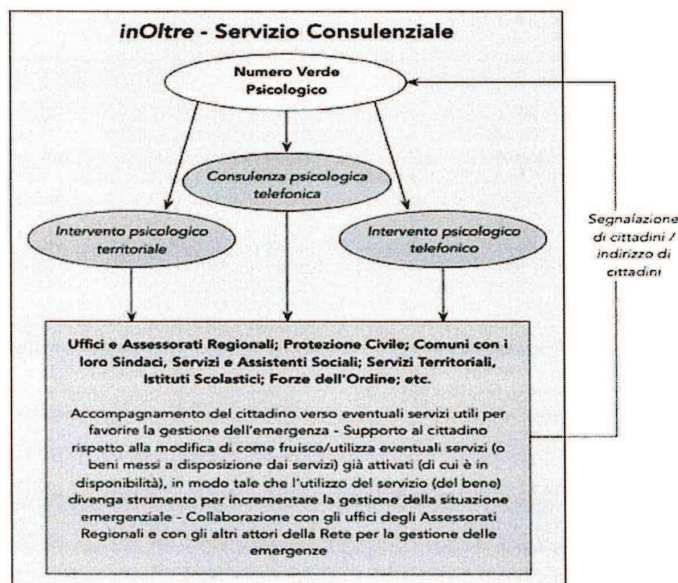 inOltre - Servizio Consulenziale
Numero Verde
Psicologico
Consulenza psicologica
telefonica
Intervento psicologico
territoriale
Intervento psicologico
telefonico
Segnalazione
di cittadini /
indirizzo di
cittadini
Uffici e Assessorati Regionali; Protezione Civile; Comuni con i
loro Sindaci, Servizi e Assistenti Sociali; Servizi Territoriali,
Istituti Scolastici; Forze dell'Ordine; etc.
Accompagnamento del cittadino verso eventuali servizi utili per
favorire la gestione dell'emergenza - Supporto al cittadino
rispetto alla modifica di come fruisce/utilizza eventuali servizi (o
beni messi a disposizione dai servizi) già attivati (di cui è in
disponibilità), in modo tale che l'utilizzo del servizio (del bene)
divenga strumento per incrementare la gestione della situazione
emergenziale - Collaborazione con gli uffici degli Assessorati
Regionali e con gli altri attori della Rete per la gestione delle
emergenze